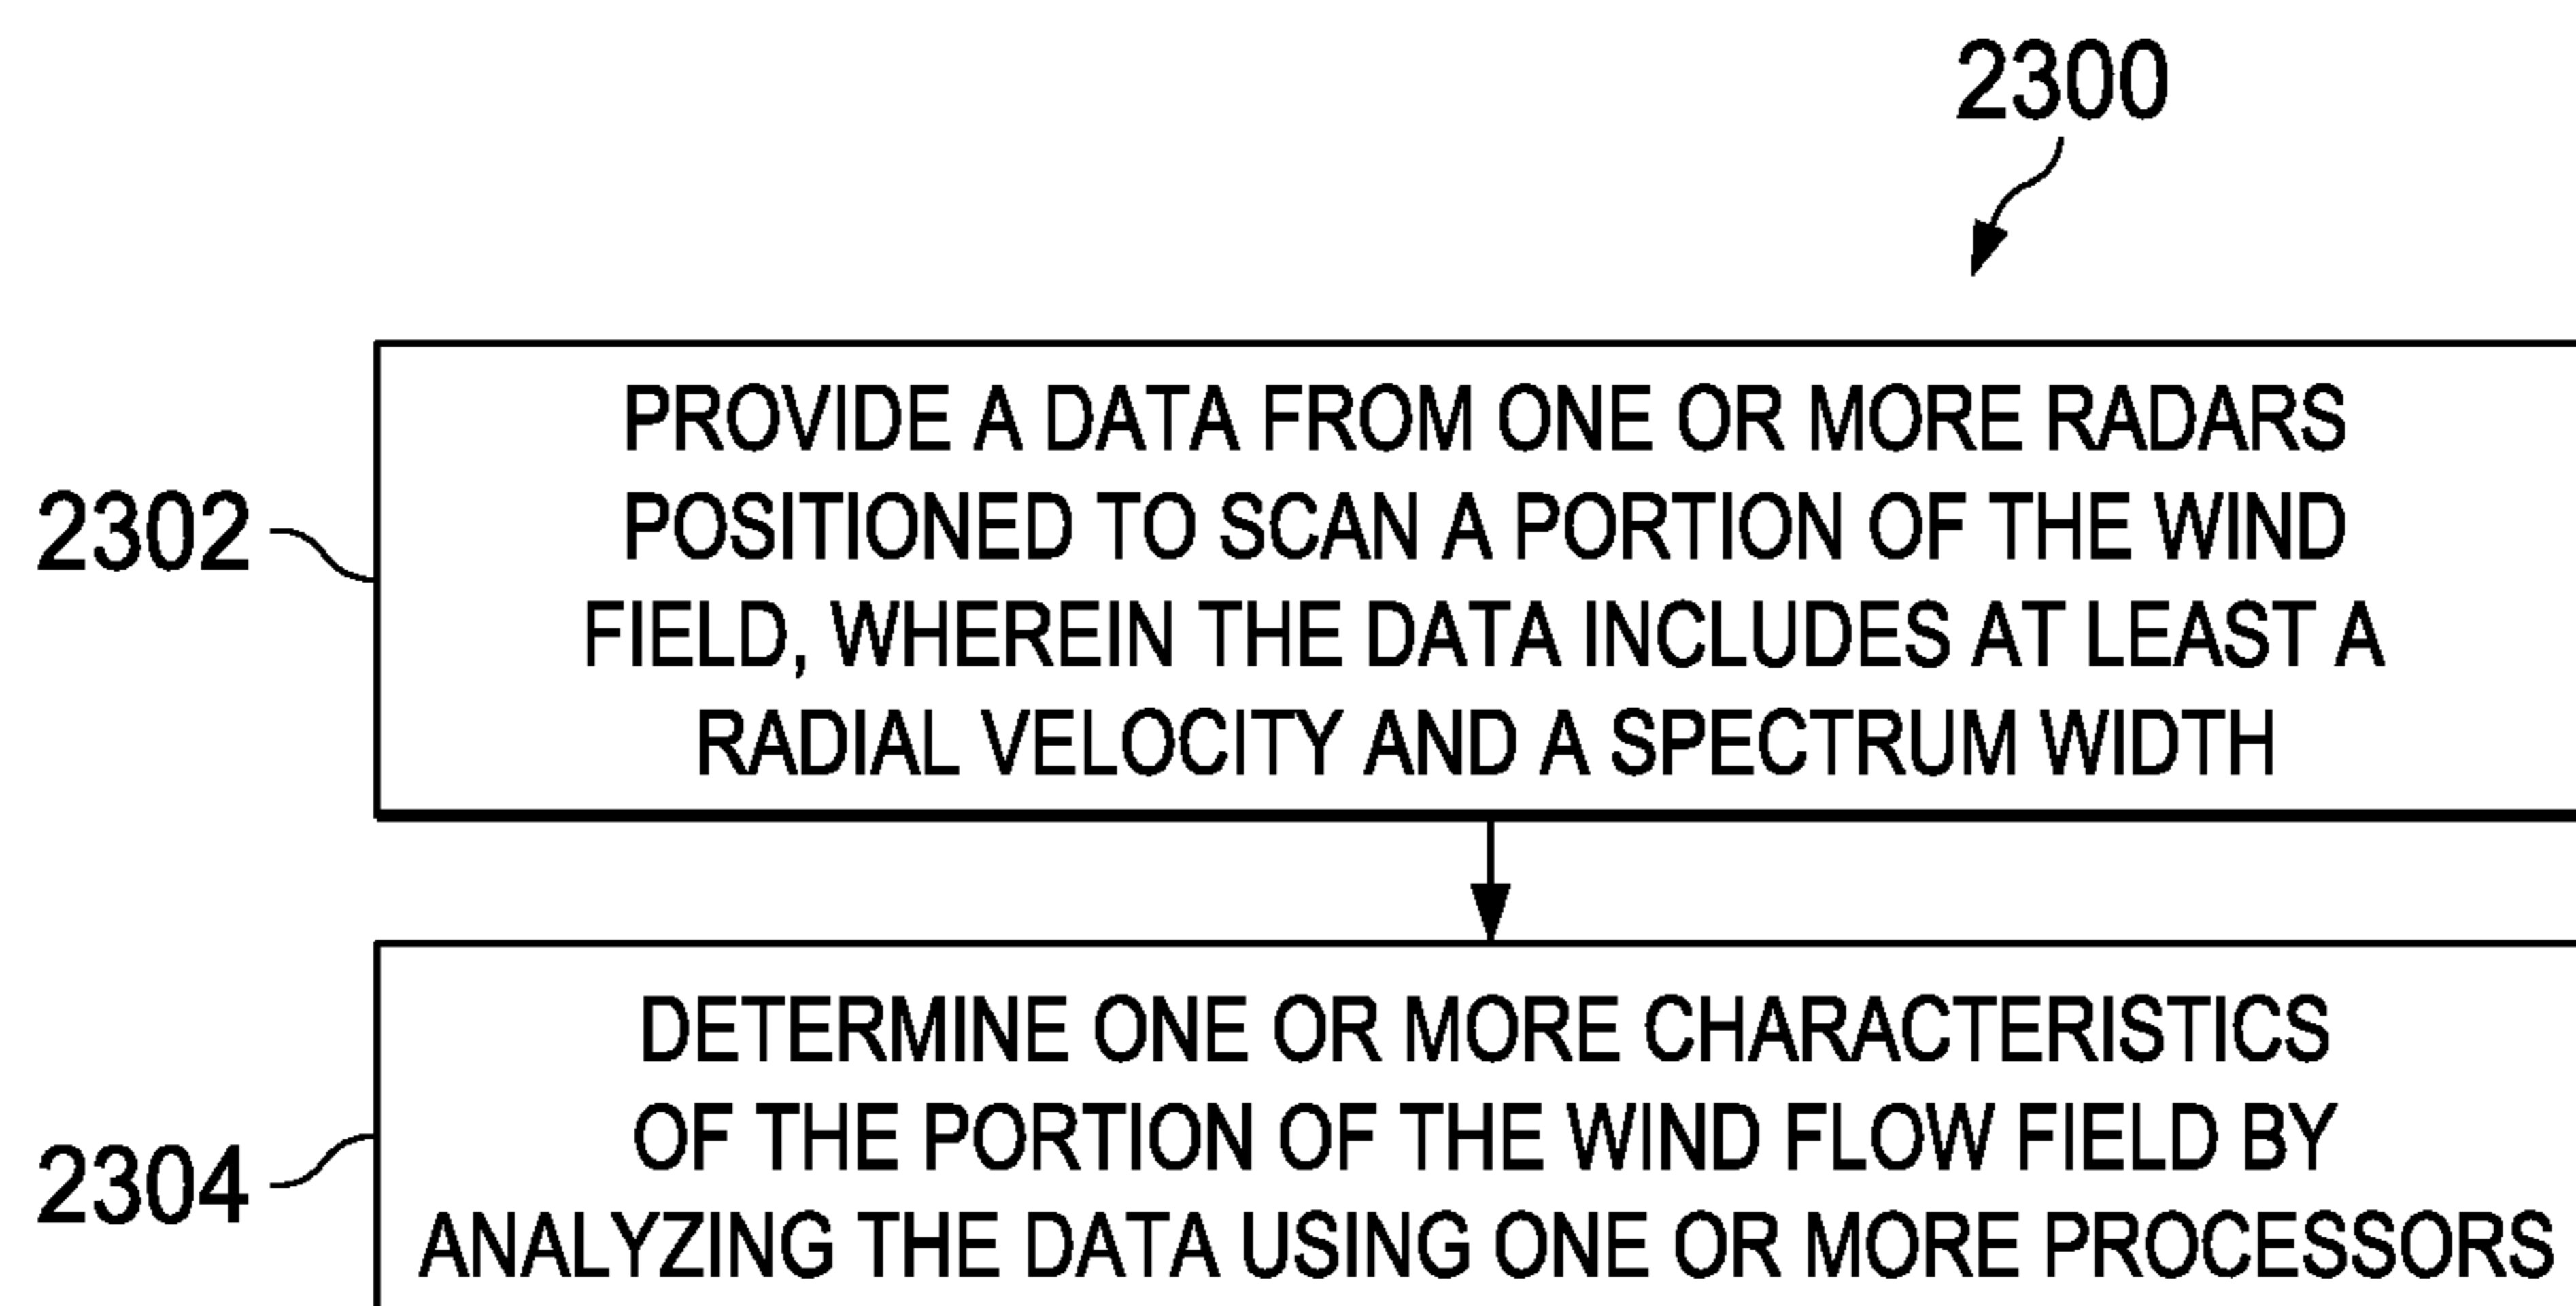 2300
PROVIDE A DATA FROM ONE OR MORE RADARS
POSITIONED TO SCAN A PORTION OF THE WIND
FIELD, WHEREIN THE DATA INCLUDES AT LEAST A
RADIAL VELOCITY AND A SPECTRUM WIDTH
2302
DETERMINE ONE OR MORE CHARACTERISTICS
OF THE PORTION OF THE WIND FLOW FIELD BY
ANALYZING THE DATA USING ONE OR MORE PROCESSORS
2304